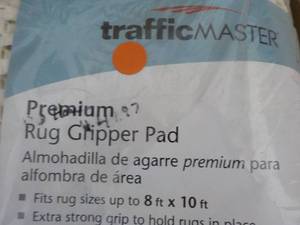 trafficMASTER
Premium
Rug Gripper Pad
Almohadilla de agarre premium para
alfombra de área
■ Fits rug sizes up to 8 ft x 10 ft
■ Extra strong grip to hold rugs in place